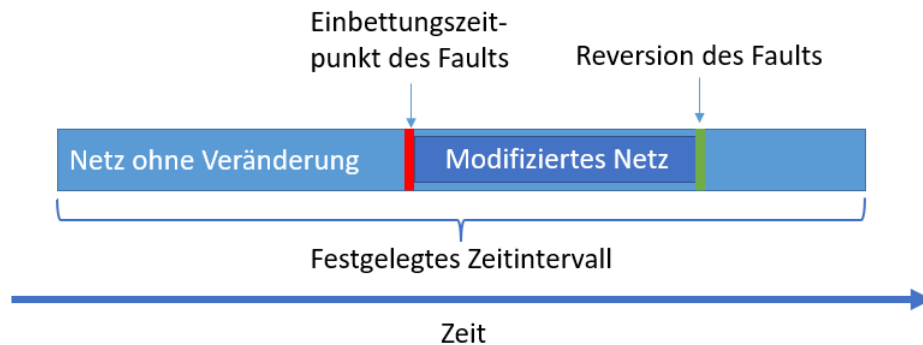 Einbettungszeit-
punkt des Faults
Reversion des Faults
Netz ohne Veränderung
Modifiziertes Netz
Festgelegtes Zeitintervall
Zeit